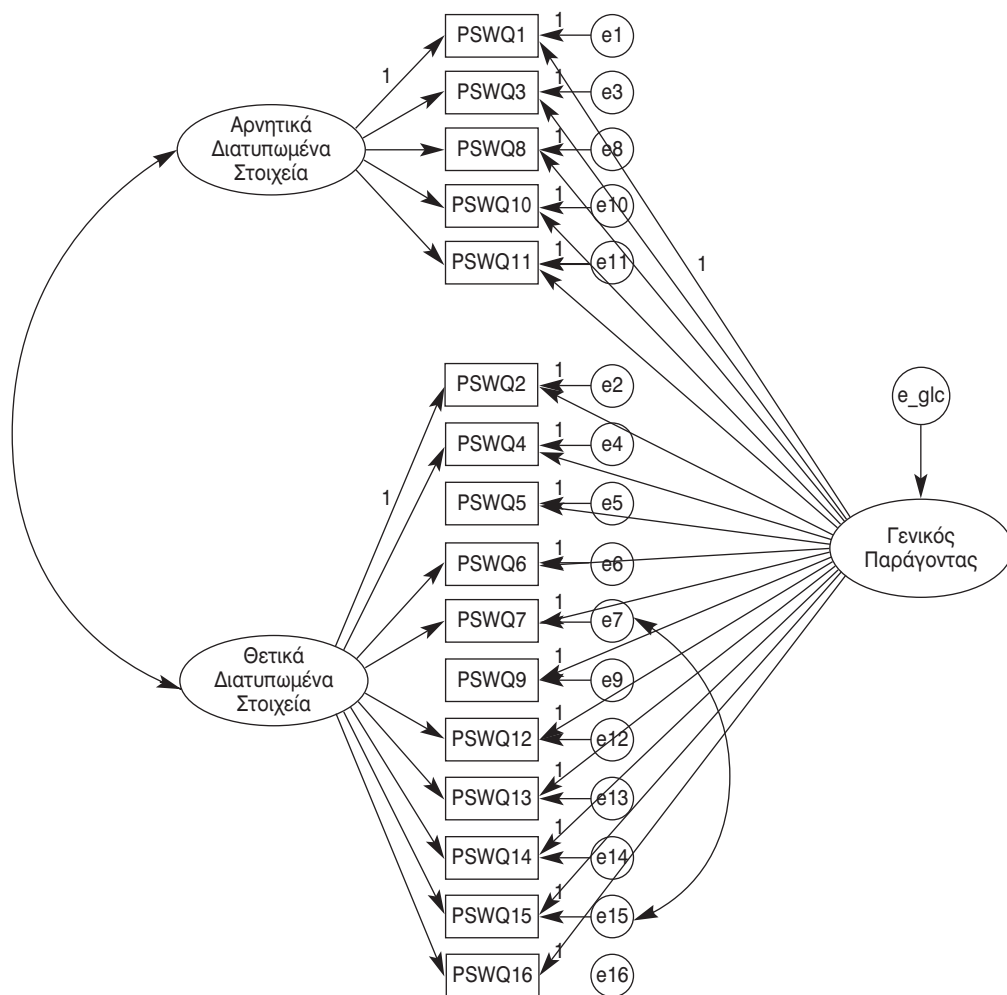 PSWQ1
1
e1
1
PSWQ3
1
e3
Αρνητικά
Διατυπωμένα
Στοιχεία
PSWQ8
1
e8
PSWQ10
1
e10
PSWQ11
1
e11
1
PSWQ2
1
e2
e_glc
PSWQ4
1
e4
1
PSWQ5
1
e5
Γενικός
Παράγοντας
PSWQ6
1
e6
PSWQ7
1
e7
Θετικά
Διατυπωμένα
Στοιχεία
PSWQ9
1
e9
PSWQ12
1
e12
PSWQ13
1
e13
PSWQ14
1
e14
PSWQ15
1
e15
PSWQ16
1
e16